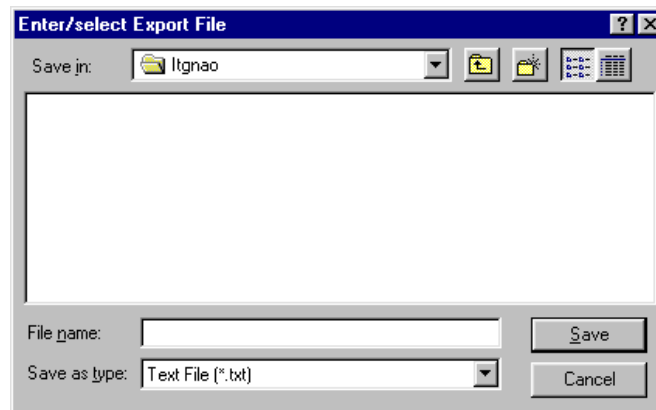 Enter/select Export File
Save in: ltgnao
File name:
Save
Save as type: Text File (*.txt)
Cancel